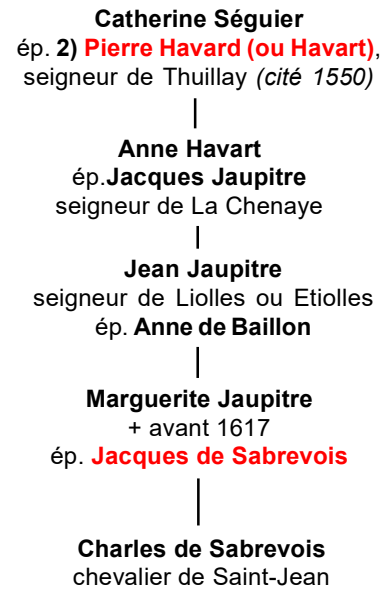 Catherine Séguier
ép. 2) Pierre Havard (ou Havart),
seigneur de Thuillay (cité 1550)
Anne Havart
ép.Jacques Jaupitre
seigneur de La Chenaye
Jean Jaupitre
seigneur de Liolles ou Etiolles
ép. Anne de Baillon
Marguerite Jaupitre
+ avant 1617
ép. Jacques de Sabrevois
Charles de Sabrevois
chevalier de Saint-Jean